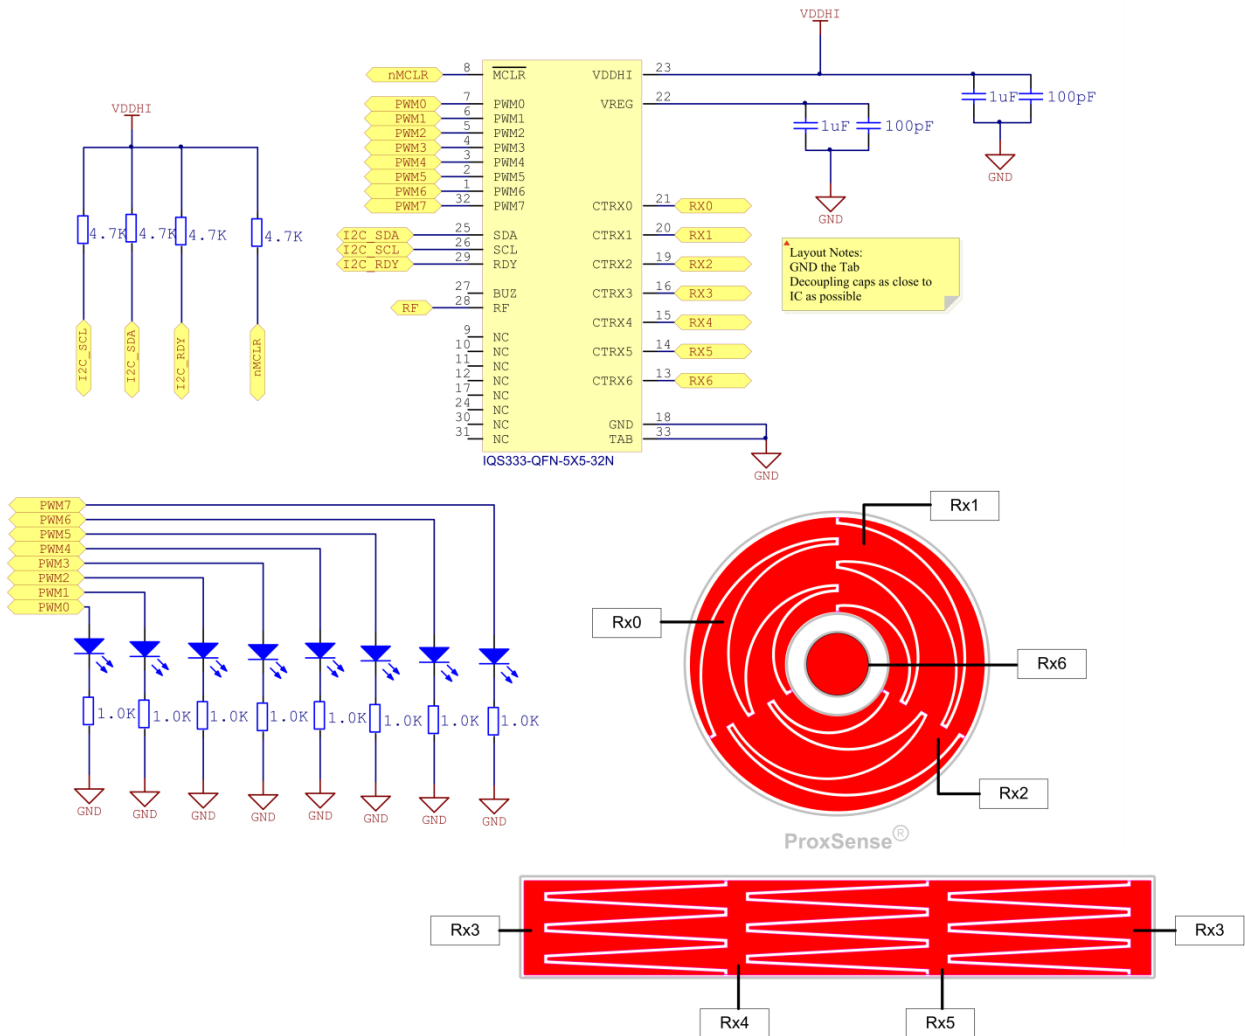 VDDHI
nMCLR 8 MCLR VDDHI 23
PWM0 7 PWM0 VREG 22
1uF 100pF
1uF 100pF
GND
GND
PWM1 6 PWM1
PWM2 5 PWM2
PWM3 4 PWM3
PWM4 3 PWM4
PWM5 2 PWM5
PWM6 1 PWM6
PWM7 32 PWM7 CTRX0 21 RX0
I2C_SDA 25 SDA CTRX1 20 RX1
I2C_SCL 26 SCL
I2C_RDY 29 RDY CTRX2 19 RX2
27 BUZ CTRX3 16 RX3
RF 28 RF
CTRX4 15 RX4
9 NC
10 NC CTRX5 14 RX5
11 NC
12 NC CTRX6 13 RX6
17 NC
24 NC
30 NC GND 18
31 NC TAB 33
GND
IQS333-QFN-5X5-32N
Layout Notes:
GND the Tab
Decoupling caps as close to
IC as possible
VDDHI
4.7K 4.7K 4.7K 4.7K
I2C_SCL
I2C_SDA
I2C_RDY
nMCLR
PWM7
PWM6
PWM5
PWM4
PWM3
PWM2
PWM1
PWM0
1.0K 1.0K 1.0K 1.0K 1.0K 1.0K 1.0K 1.0K
GND GND GND GND GND GND GND GND
Rx1
Rx0
Rx6
Rx2
ProxSense®
Rx3 Rx3
Rx4 Rx5